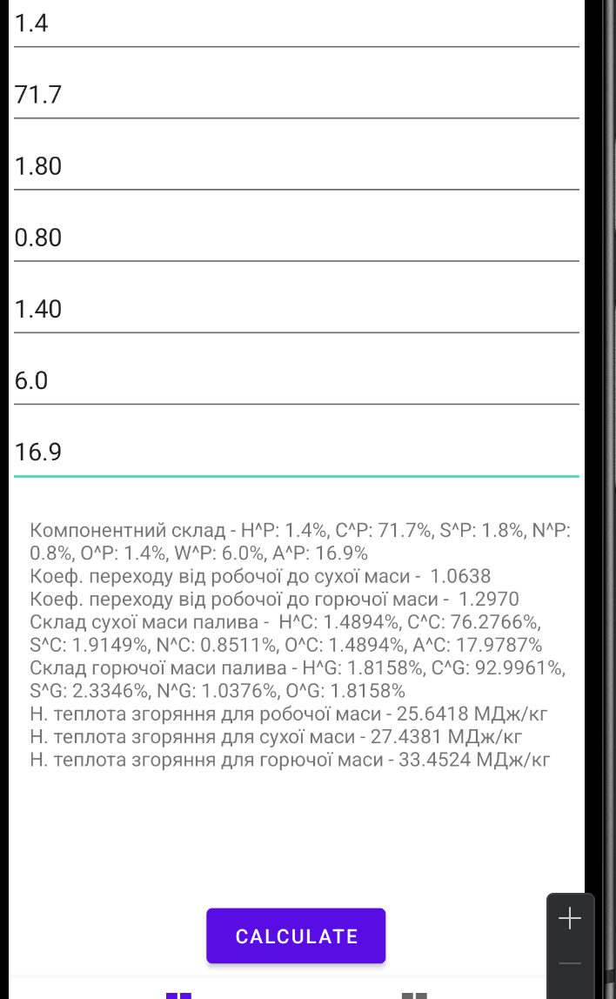 1.4
71.7
1.80
0.80
1.40
6.0
16.9
Компонентний склад - H^P: 1.4%, C^P: 71.7%, S^P: 1.8%, N^P:
0.8%, O^P: 1.4%, W^P: 6.0%, A^P: 16.9%
Коеф. переходу від робочої до сухої маси -  1.0638
Коеф. переходу від робочої до горючої маси -  1.2970
Склад сухої маси палива -  H^C: 1.4894%, C^C: 76.2766%,
S^C: 1.9149%, N^C: 0.8511%, O^C: 1.4894%, A^C: 17.9787%
Склад горючої маси палива - H^G: 1.8158%, C^G: 92.9961%,
S^G: 2.3346%, N^G: 1.0376%, O^G: 1.8158%
Н. теплота згоряння для робочої маси - 25.6418 МДж/кг
Н. теплота згоряння для сухої маси - 27.4381 МДж/кг
Н. теплота згоряння для горючої маси - 33.4524 МДж/кг
CALCULATE